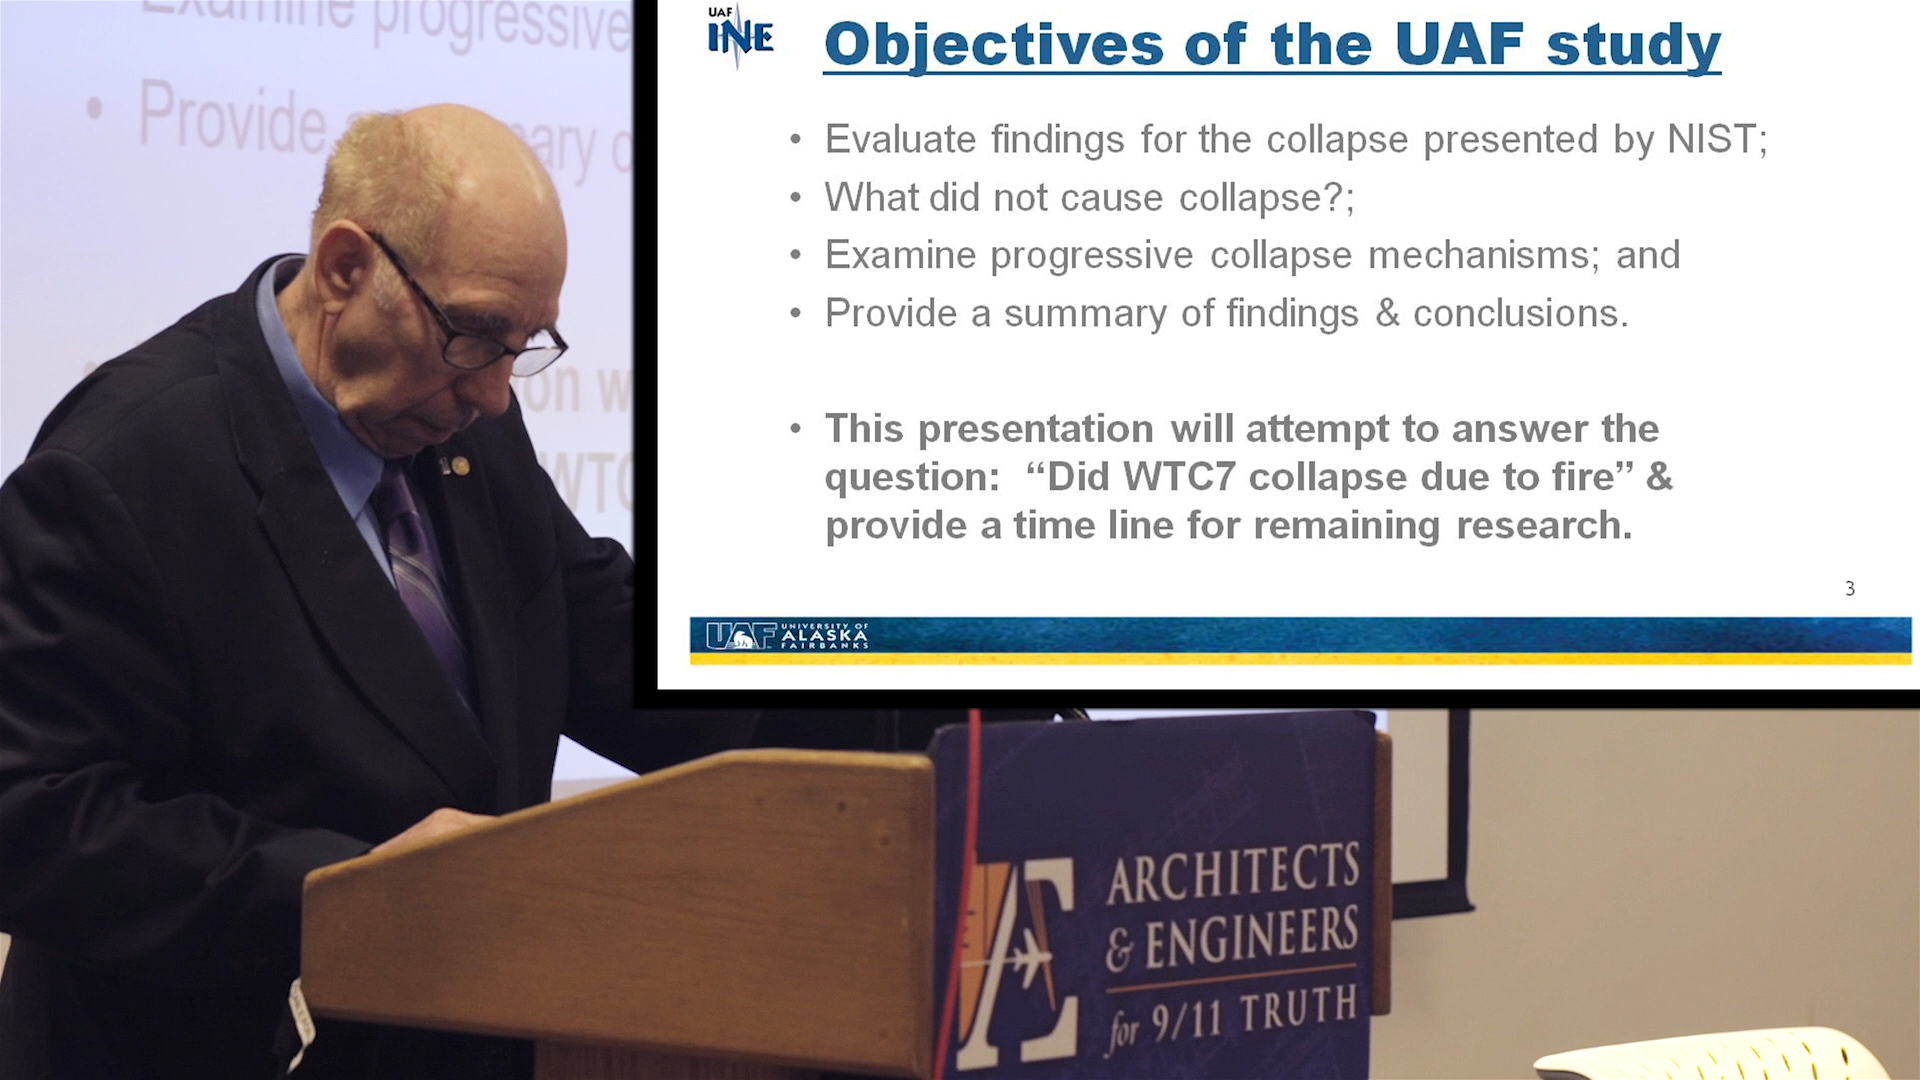 Examine progressive
• Provide
ary o
on w
WTC
UAF
INE
Objectives of the UAF study
• Evaluate findings for the collapse presented by NIST;
• What did not cause collapse?;
• Examine progressive collapse mechanisms; and
• Provide a summary of findings & conclusions.
• This presentation will attempt to answer the
question: “Did WTC7 collapse due to fire” &
provide a time line for remaining research.
3
UAF UNIVERSITY OF
ALASKA
FAIRBANKS
AE
ARCHITECTS
& ENGINEERS
for 9/11 TRUTH